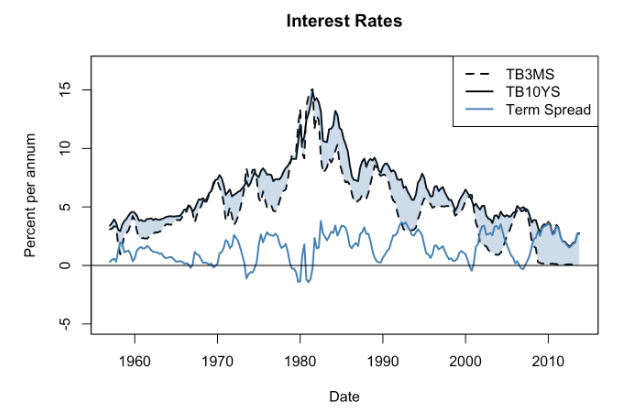 Interest Rates
TB3MS
TB10YS
Term Spread
Percent per annum
15
10
5
0
-5
1960 1970 1980 1990 2000 2010
Date